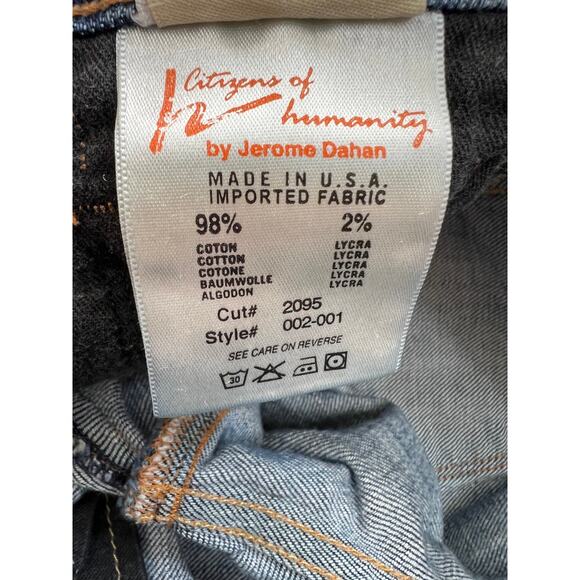 Citizens of
humanity
by Jerome Dahan
MADE IN U.S.A.
IMPORTED FABRIC
98% 2%
COTON LYCRA
COTTON LYCRA
COTONE LYCRA
BAUMWOLLE LYCRA
ALGODON LYCRA
Cut# 2095
Style# 002-001
SEE CARE ON REVERSE
30